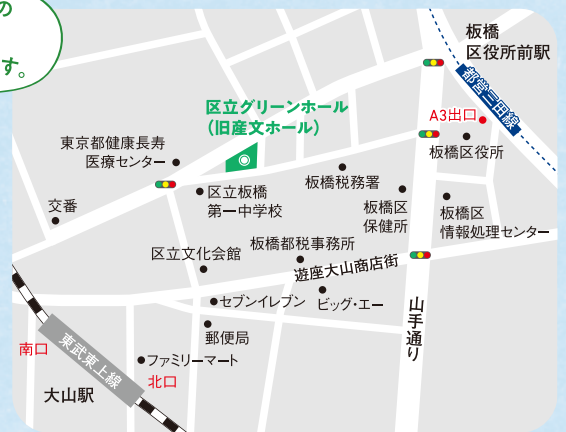 の
す。
板橋
区役所前駅
都営三田線
A3出口
板橋区役所
区立グリーンホール
（旧産文ホール）
東京都健康長寿
医療センター
交番
区立板橋
第一中学校
板橋税務署
板橋区
保健所
板橋区
情報処理センター
区立文化会館
板橋都税事務所
遊座大山商店街
セブンイレブン
ビッグ・エー
山手通り
郵便局
ファミリーマート
南口
東武東上線
北口
大山駅